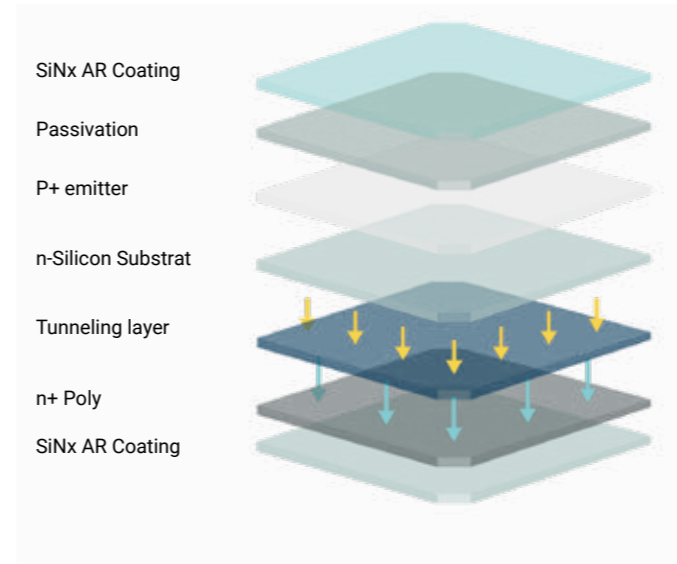 SiNx AR Coating
Passivation
P+ emitter
n-Silicon Substrat
Tunneling layer
n+ Poly
SiNx AR Coating